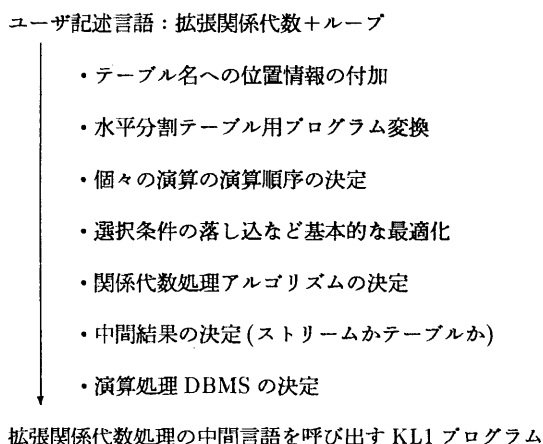 ユーザ記述言語：拡張関係代数＋ループ
・テーブル名への位置情報の付加
・水平分割テーブル用プログラム変換
・個々の演算の演算順序の決定
・選択条件の落し込など基本的な最適化
・関係代数処理アルゴリズムの決定
・中間結果の決定(ストリームかテーブルか)
・演算処理 DBMS の決定
拡張関係代数処理の中間言語を呼び出す KL1 プログラム